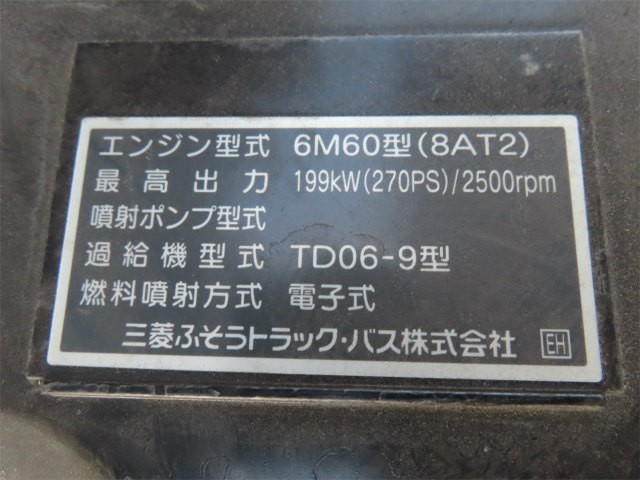 エンジン型式 6M60型(8AT2)
最高出力 199kW(270PS)/2500rpm
噴射ポンプ型式
過給機型式 TD06-9型
燃料噴射方式 電子式
三菱ふそうトラック・バス株式会社 EH